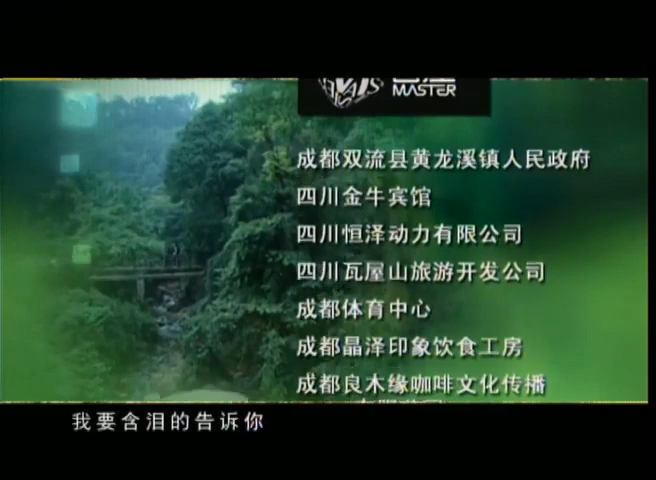 MASTER
成都双流县黄龙溪镇人民政府
四川金牛宾馆
四川恒泽动力有限公司
四川瓦屋山旅游开发公司
成都体育中心
成都晶泽印象饮食工房
成都良木缘咖啡文化传播
我要含泪的告诉你